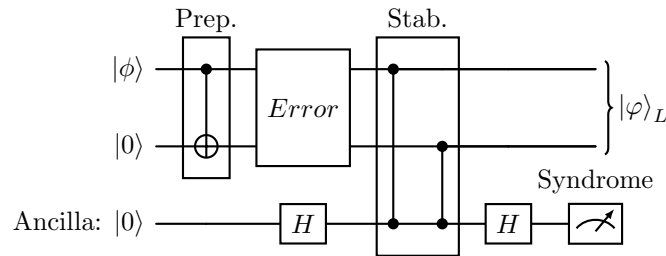 Prep. Stab.
|ϕ⟩
Error
|φ⟩_L
|0⟩
Syndrome
Ancilla: |0⟩
H
H